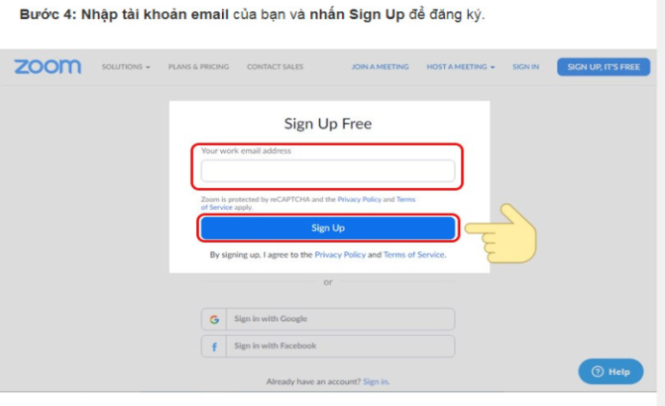 Bước 4: Nhập tài khoản email của bạn và nhấn Sign Up để đăng ký.
zoom SOLUTIONS PLANS & PRICING CONTACT SALES JOIN A MEETING HOST A MEETING SIGN IN SIGN UP, IT'S FREE
Sign Up Free
Your work email address
Zoom is protected by reCAPTCHA and the Privacy Policy and Terms
of Service apply.
Sign Up
By signing up, I agree to the Privacy Policy and Terms of Service.
or
G Sign in with Google
f Sign in with Facebook
Help
Already have an account? Sign in.